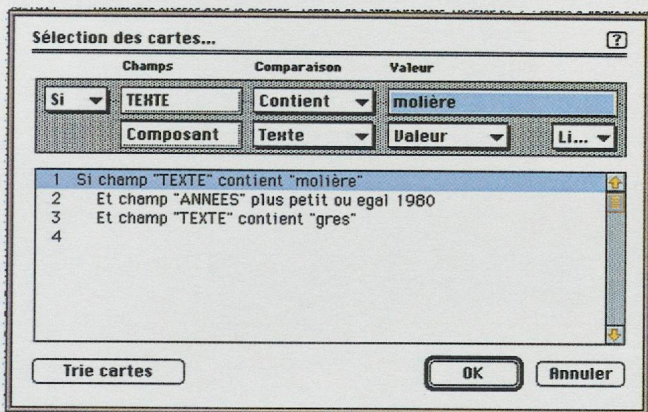 Sélection des cartes... ?
Champs Comparaison Valeur
Si TEXTE Contient molière
Composant Texte Valeur Li...
1 Si champ "TEXTE" contient "molière"
2 Et champ "ANNEES" plus petit ou egal 1980
3 Et champ "TEXTE" contient "gres"
4
Trie cartes OK Annuler